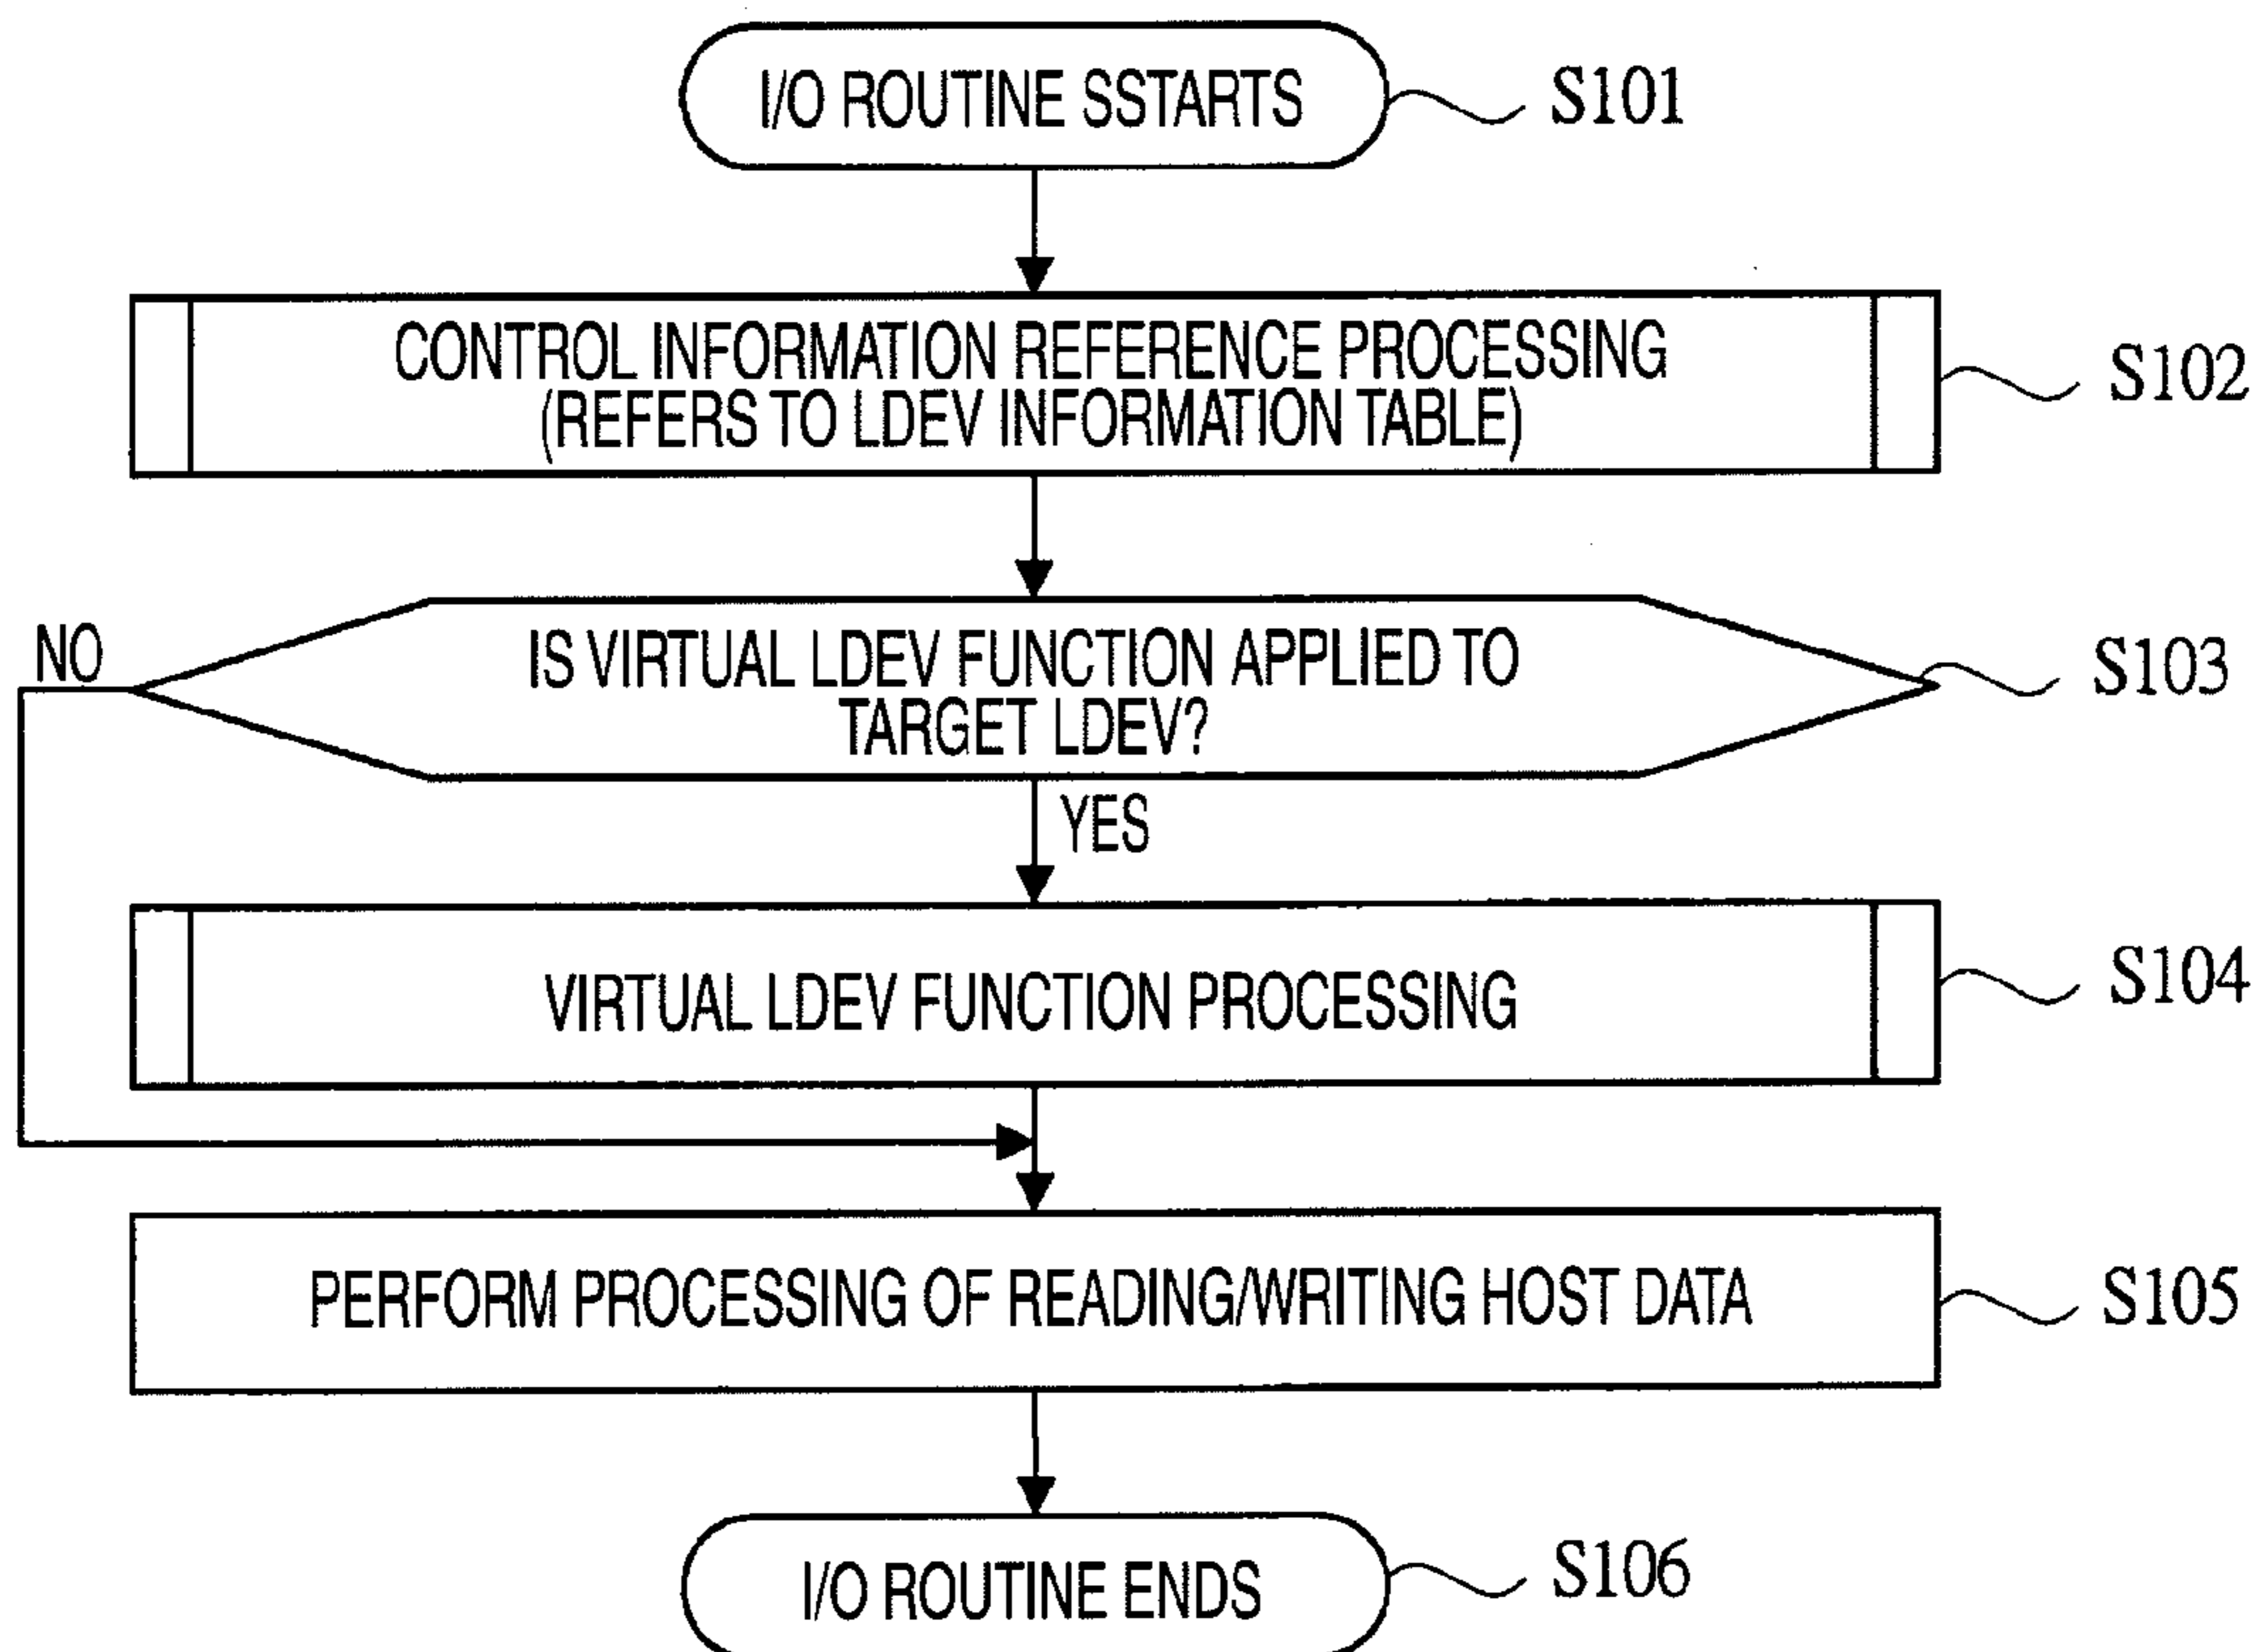 I/O ROUTINE SSTARTS
S101
CONTROL INFORMATION REFERENCE PROCESSING
(REFERS TO LDEV INFORMATION TABLE)
S102
NO
IS VIRTUAL LDEV FUNCTION APPLIED TO
TARGET LDEV?
S103
YES
VIRTUAL LDEV FUNCTION PROCESSING
S104
PERFORM PROCESSING OF READING/WRITING HOST DATA
S105
I/O ROUTINE ENDS
S106